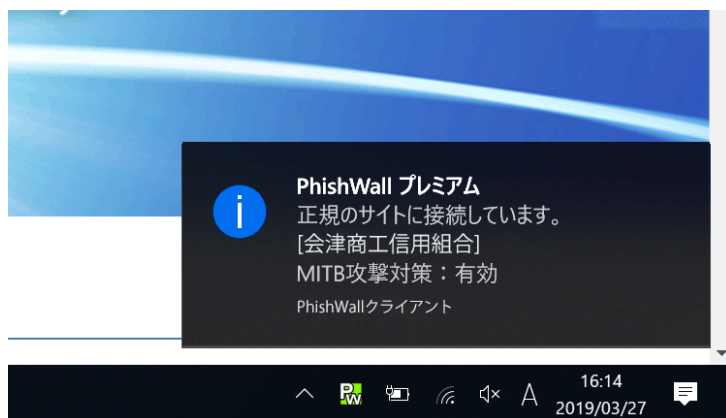 PhishWall プレミアム
正規のサイトに接続しています。
[会津商工信用組合]
MITB攻撃対策：有効
PhishWallクライアント
PW
A
16:14
2019/03/27